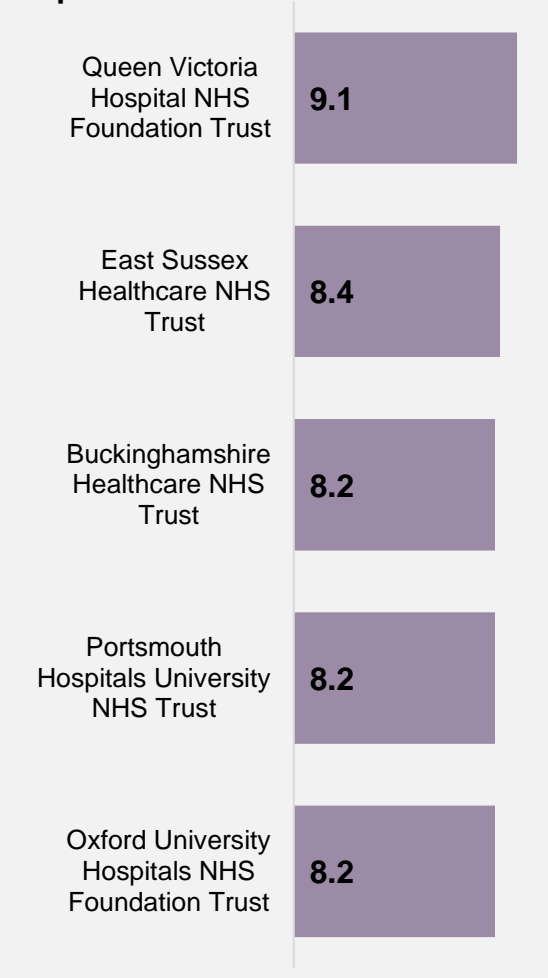 Queen Victoria
Hospital NHS
Foundation Trust
9.1
East Sussex
Healthcare NHS
Trust
8.4
Buckinghamshire
Healthcare NHS
Trust
8.2
Portsmouth
Hospitals University
NHS Trust
8.2
Oxford University
Hospitals NHS
Foundation Trust
8.2